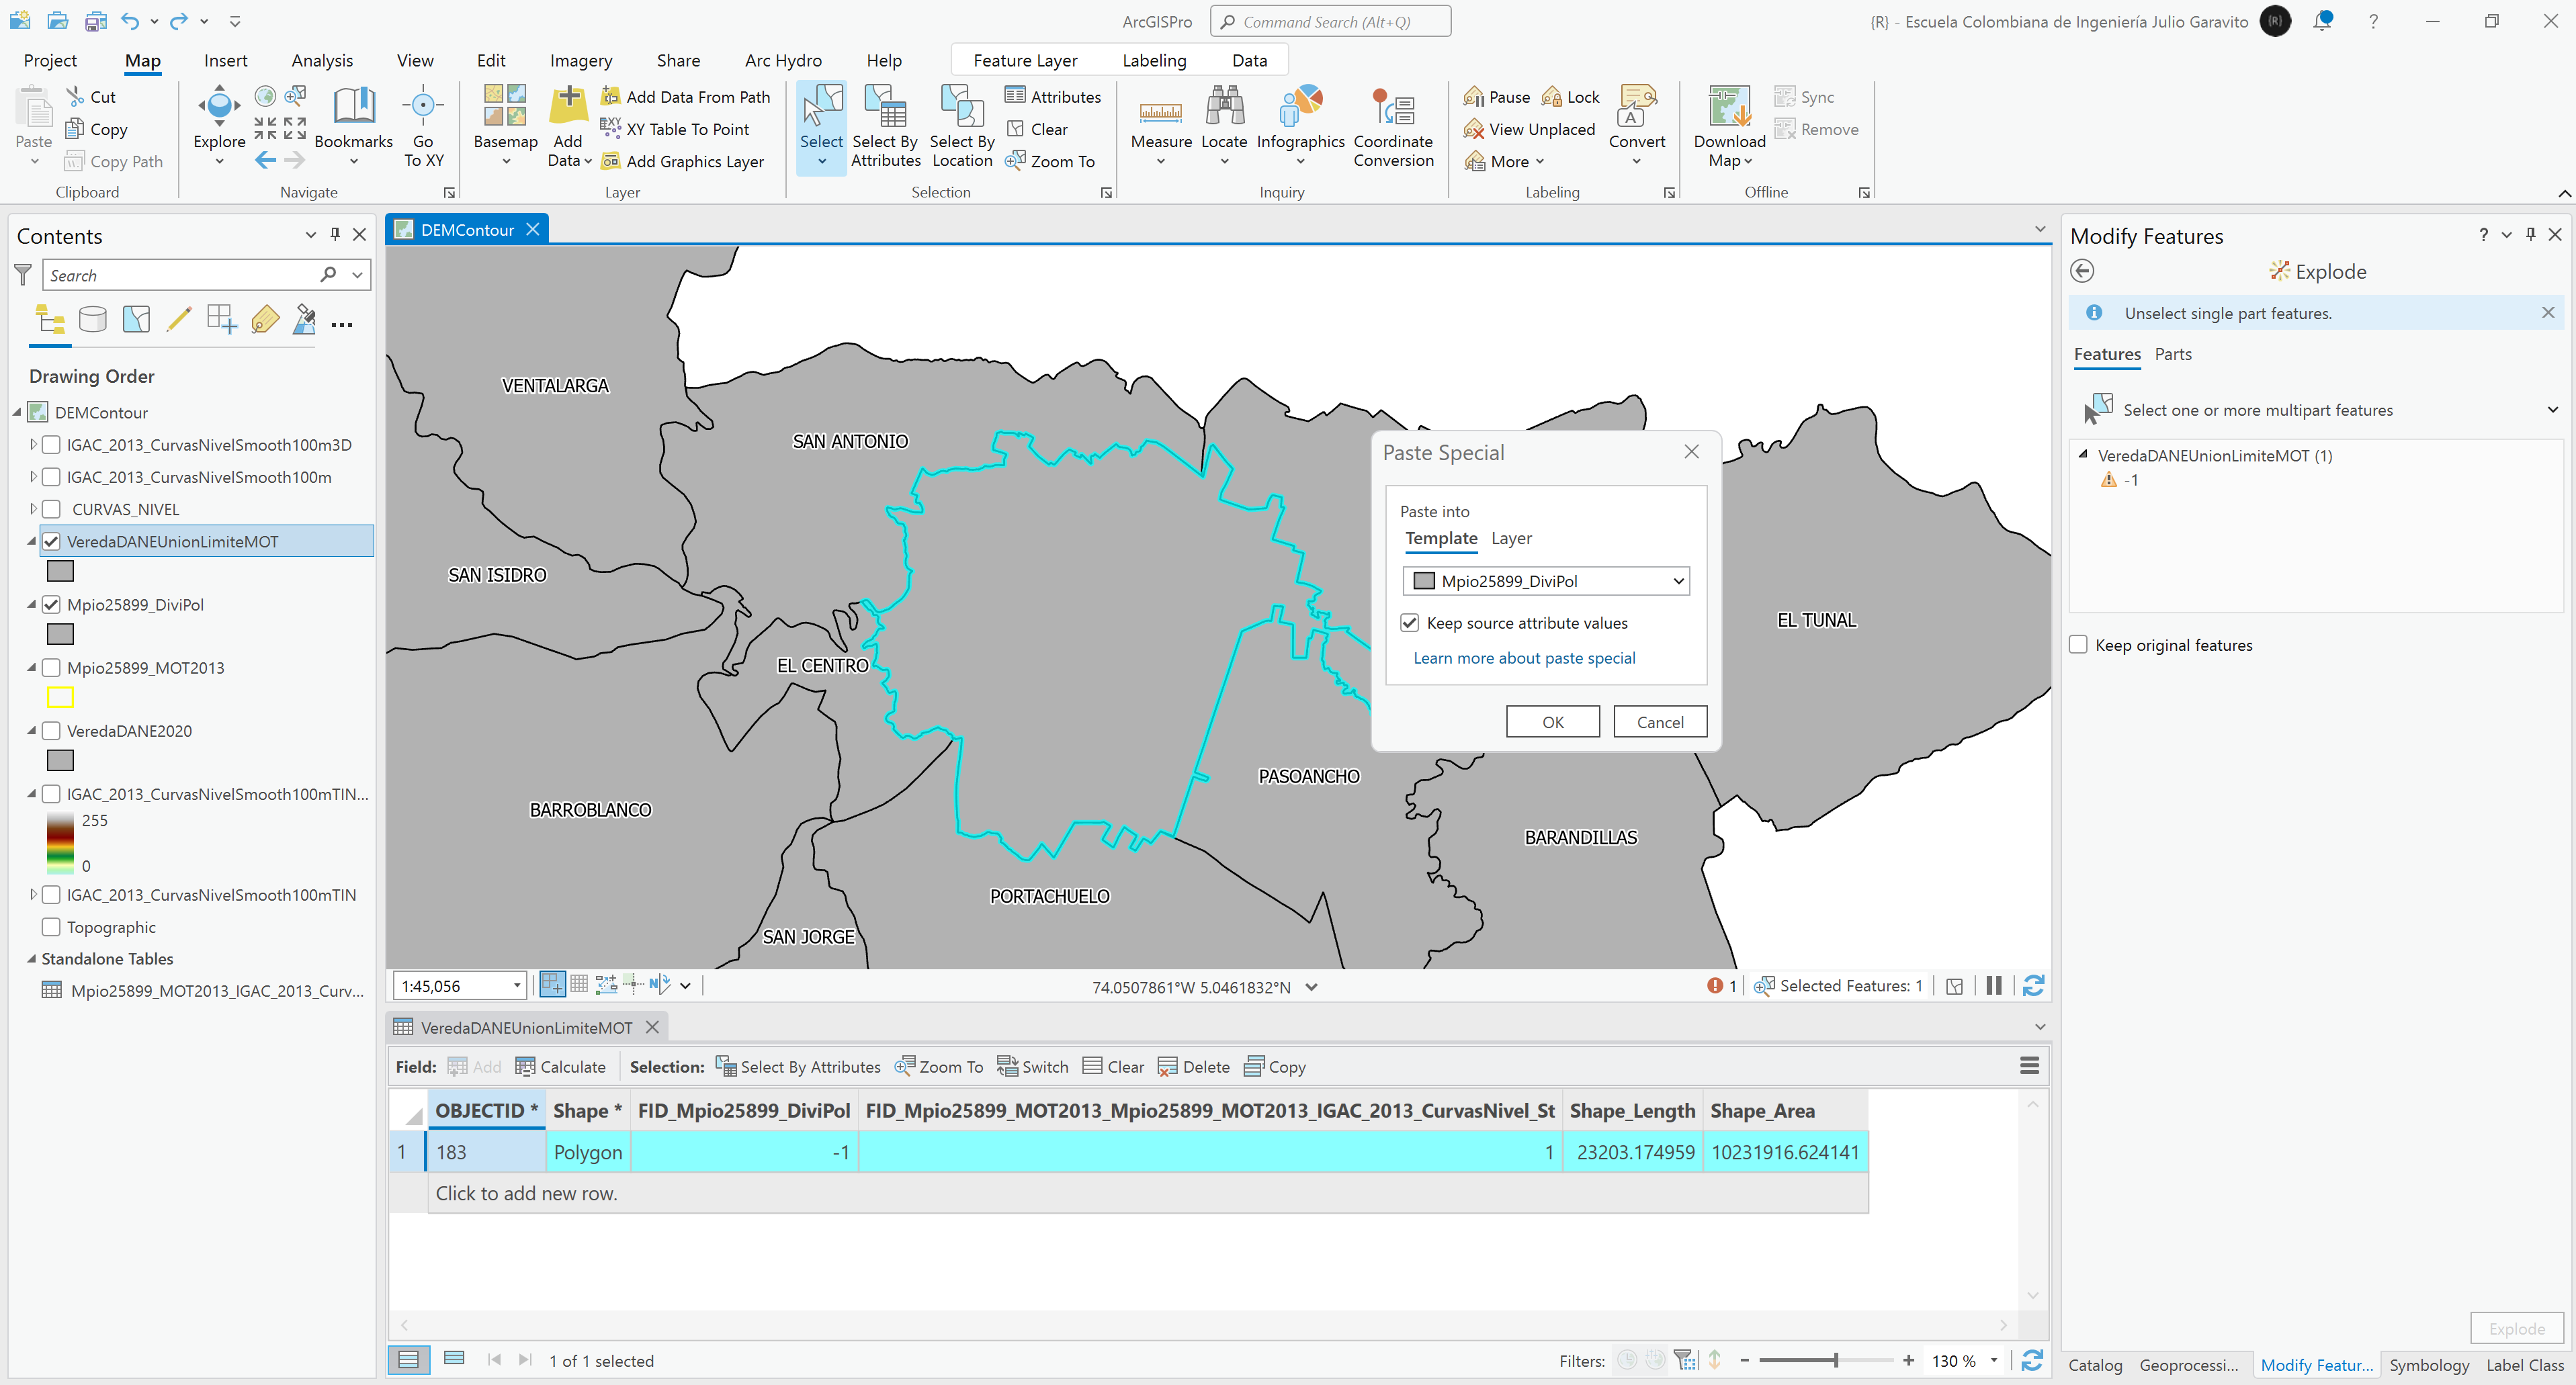 ArcGISPro
Command Search (Alt+Q)
{R} - Escuela Colombiana de Ingeniería Julio Garavito
{R}
?
Project Map Insert Analysis View Edit Imagery Share Arc Hydro Help Feature Layer Labeling Data
Paste
Cut
Copy
Copy Path
Clipboard
Explore
Bookmarks
Go To XY
Navigate
Basemap
Add Data
Add Data From Path
XY Table To Point
Add Graphics Layer
Layer
Select
Select By Attributes
Select By Location
Attributes
Clear
Zoom To
Selection
Measure
Locate
Infographics
Coordinate Conversion
Inquiry
Pause
Lock
View Unplaced
More
Convert
Labeling
Download Map
Sync
Remove
Offline
Contents
Search
Drawing Order
DEMContour
IGAC_2013_CurvasNivelSmooth100m3D
IGAC_2013_CurvasNivelSmooth100m
CURVAS_NIVEL
VeredaDANEUnionLimiteMOT
Mpio25899_DiviPol
Mpio25899_MOT2013
VeredaDANE2020
IGAC_2013_CurvasNivelSmooth100mTIN...
255
0
IGAC_2013_CurvasNivelSmooth100mTIN
Topographic
Standalone Tables
Mpio25899_MOT2013_IGAC_2013_Curv...
DEMContour
VENTALARGA
SAN ANTONIO
SAN ISIDRO
EL CENTRO
EL TUNAL
BARROBLANCO
PASOANCHO
BARANDILLAS
PORTACHUELO
SAN JORGE
Paste Special
Paste into
Template Layer
Mpio25899_DiviPol
Keep source attribute values
Learn more about paste special
OK Cancel
1:45,056
74.0507861°W 5.0461832°N
1
Selected Features: 1
VeredaDANEUnionLimiteMOT
Field: Add Calculate Selection: Select By Attributes Zoom To Switch Clear Delete Copy
OBJECTID * Shape * FID_Mpio25899_DiviPol FID_Mpio25899_MOT2013_Mpio25899_MOT2013_IGAC_2013_CurvasNivel_St Shape_Length Shape_Area
1 183 Polygon -1 1 23203.174959 10231916.624141
Click to add new row.
1 of 1 selected
Filters:
130 %
Modify Features
?
Explode
Unselect single part features.
Features Parts
Select one or more multipart features
VeredaDANEUnionLimiteMOT (1)
-1
Keep original features
Explode
Catalog Geoprocessi... Modify Featur... Symbology Label Class